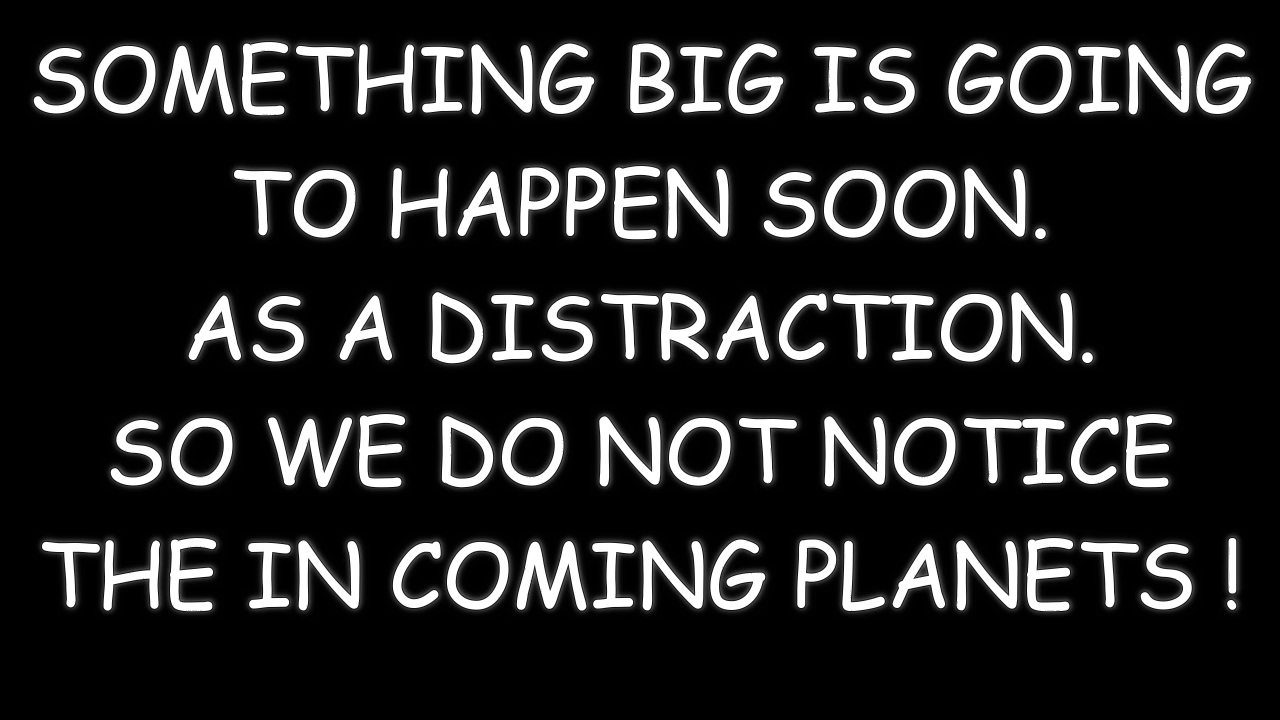 SOMETHING BIG IS GOING
TO HAPPEN SOON.
AS A DISTRACTION.
SO WE DO NOT NOTICE
THE IN COMING PLANETS !